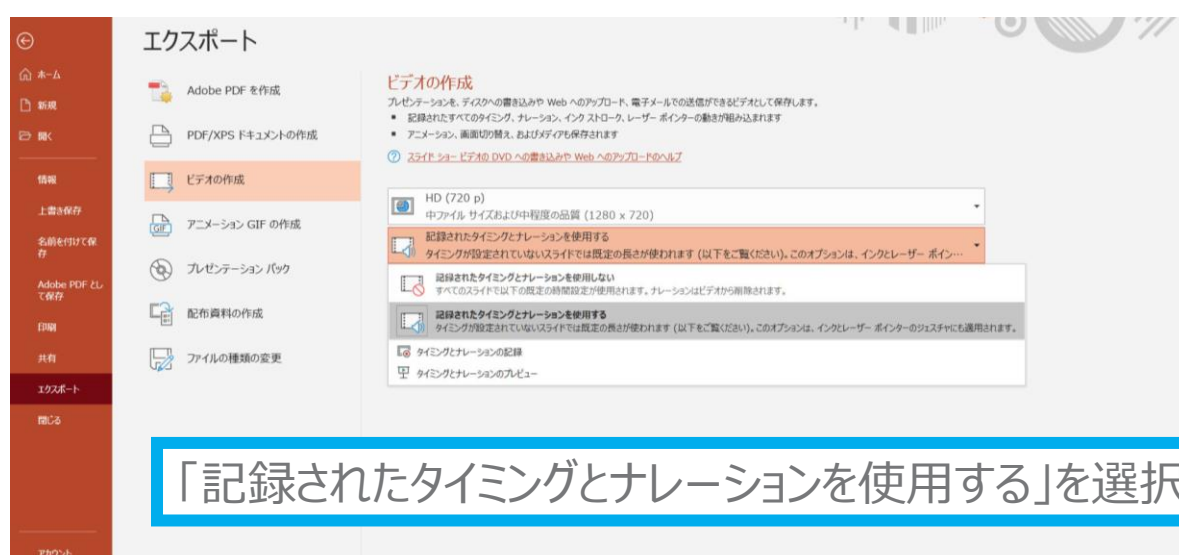 エクスポート
ホーム
新規
開く
情報
上書き保存
名前を付けて保
存
Adobe PDF とし
て保存
印刷
共有
エクスポート
閉じる
アカウント
Adobe PDF を作成
PDF/XPS ドキュメントの作成
ビデオの作成
アニメーション GIF の作成
プレゼンテーション パック
配布資料の作成
ファイルの種類の変更
ビデオの作成
プレゼンテーションを、ディスクへの書き込みや Web へのアップロード、電子メールでの送信ができるビデオとして保存します。
▪ 記録されたすべてのタイミング、ナレーション、インク ストローク、レーザー ポインターの動きが組み込まれます
▪ アニメーション、画面切り替え、およびメディアも保存されます
スライド ショー ビデオの DVD への書き込みや Web へのアップロードのヘルプ
HD (720 p)
中ファイル サイズおよび中程度の品質 (1280 x 720)
記録されたタイミングとナレーションを使用する
タイミングが設定されていないスライドでは既定の長さが使われます (以下をご覧ください)。このオプションは、インクとレーザー ポイン…
記録されたタイミングとナレーションを使用しない
すべてのスライドで以下の既定の時間設定が使用されます。ナレーションはビデオから削除されます。
記録されたタイミングとナレーションを使用する
タイミングが設定されていないスライドでは既定の長さが使われます (以下をご覧ください)。このオプションは、インクとレーザー ポインターのジェスチャにも適用されます。
タイミングとナレーションの記録
タイミングとナレーションのプレビュー
「記録されたタイミングとナレーションを使用する」を選択